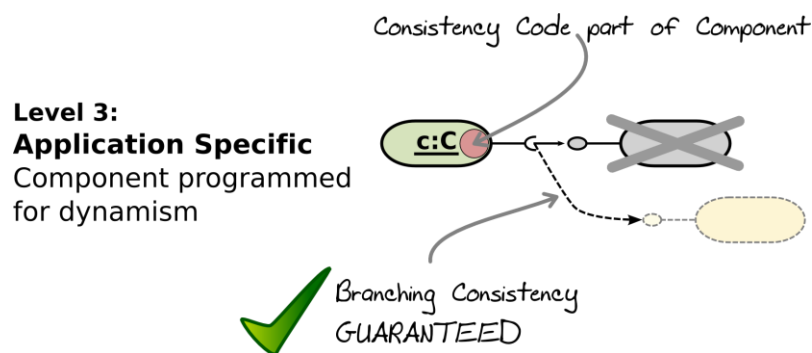 Consistency Code part of Component
Level 3:
Application Specific
Component programmed
for dynamism
c:C
Branching Consistency
GUARANTEED